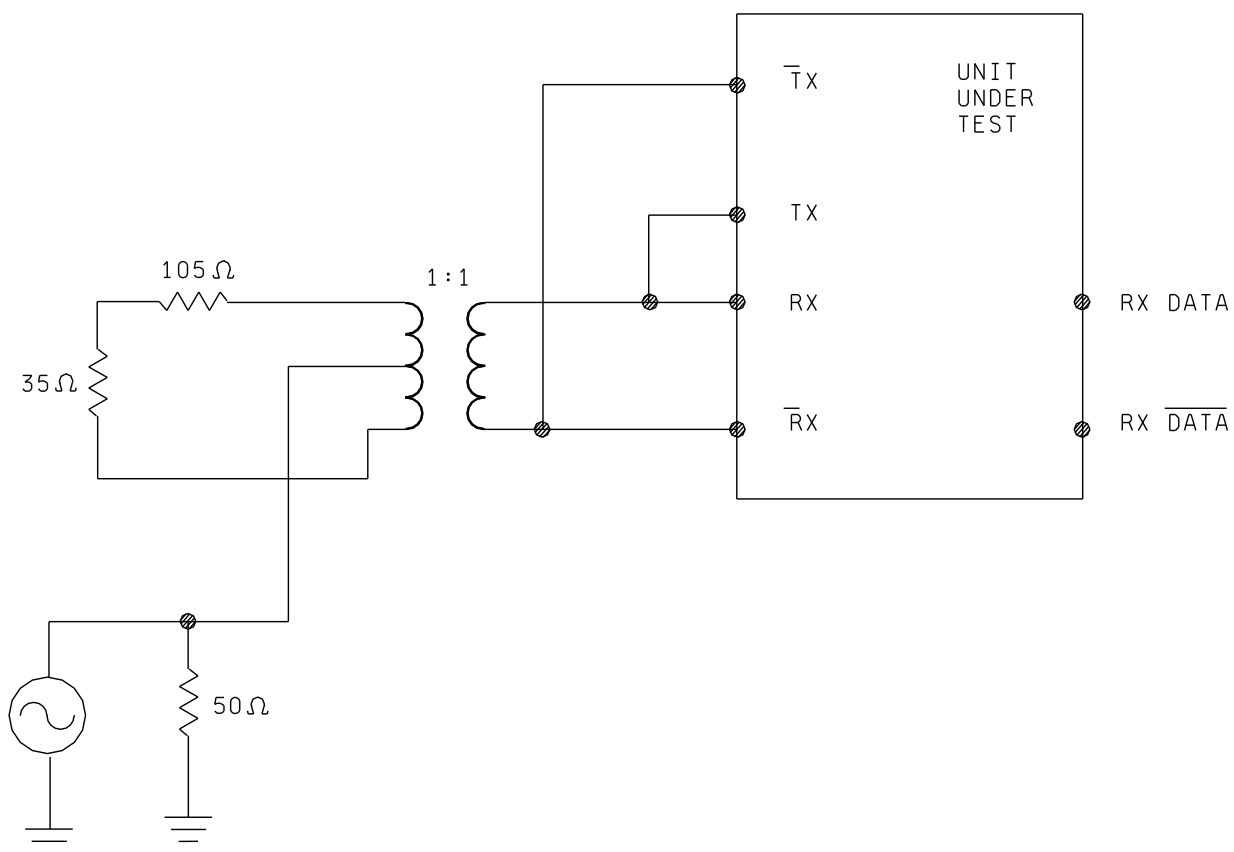 T̅X
UNIT
UNDER
TEST
TX
105Ω
1:1
RX
RX DATA
35Ω
R̅X
RX D̅A̅T̅A̅
50Ω